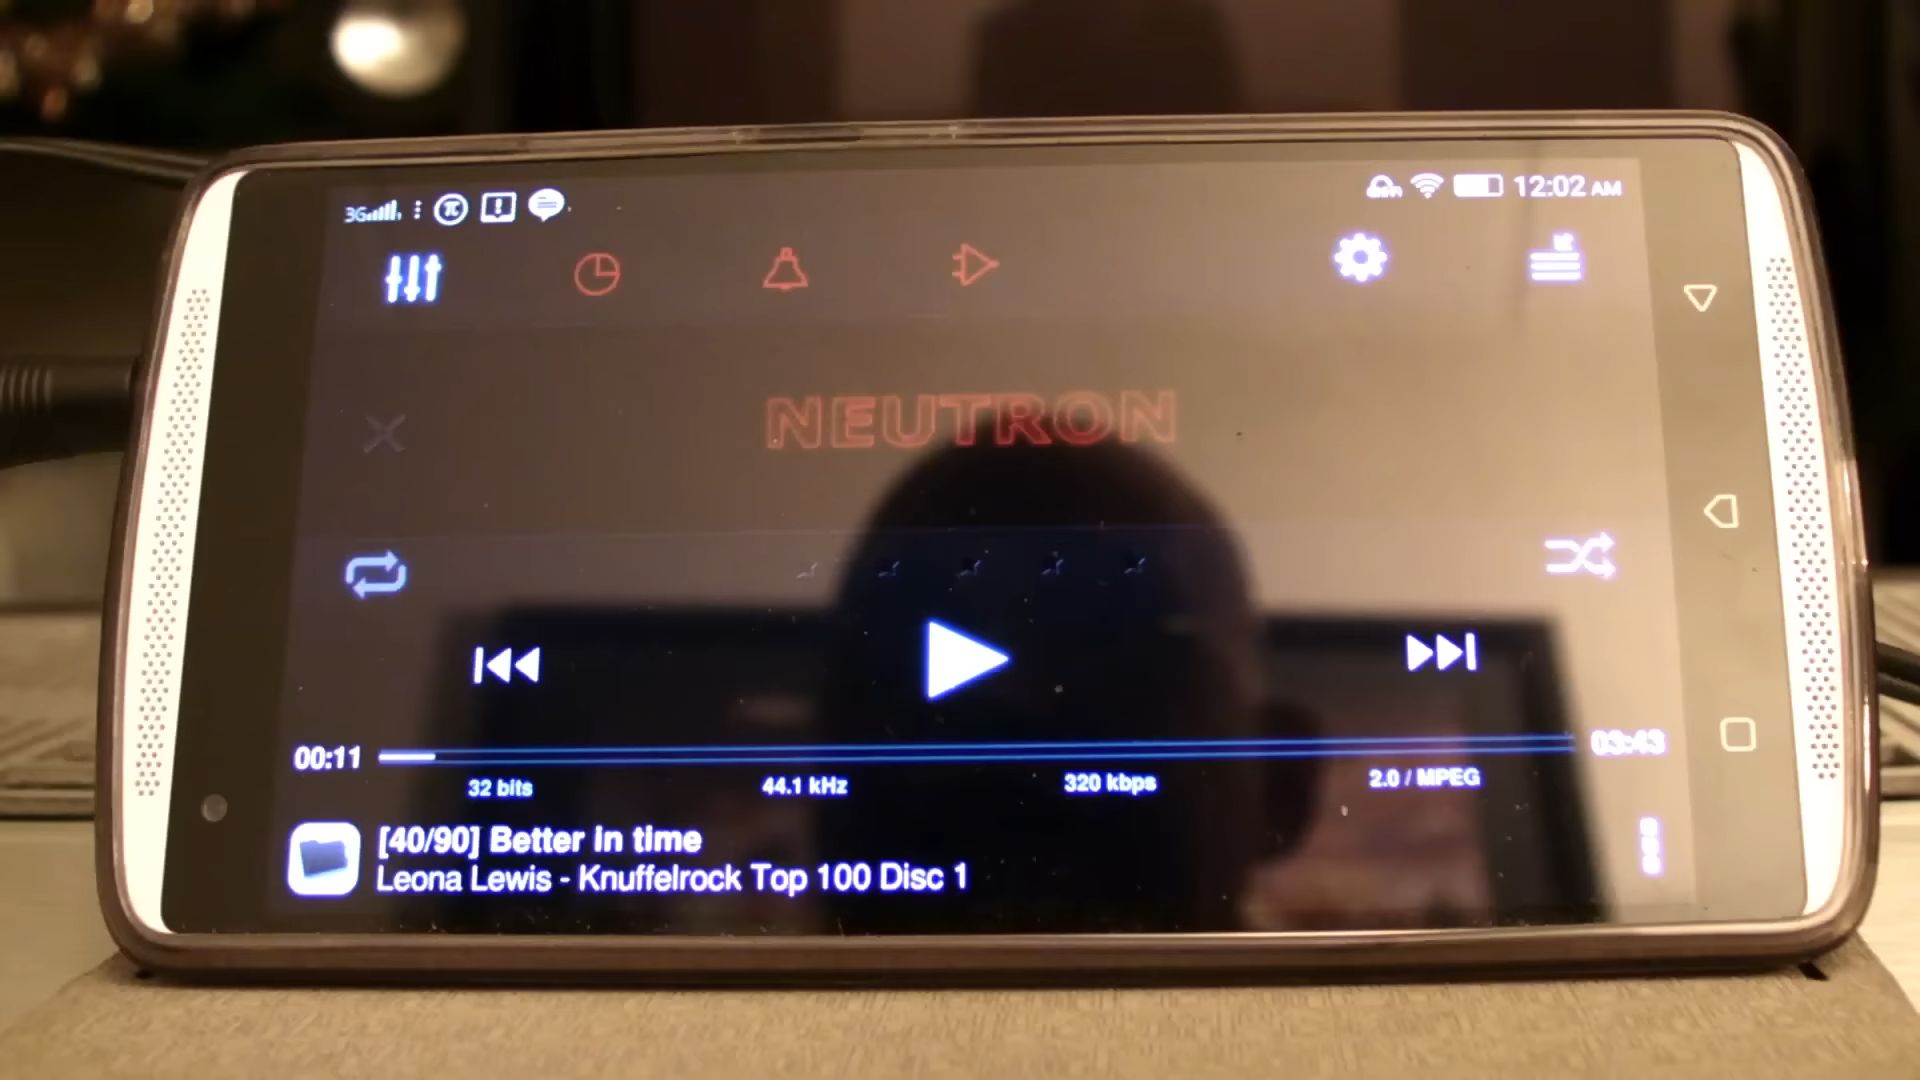 3G
12:02 AM
NEUTRON
00:11
03:43
32 bits
44.1 kHz
320 kbps
2.0 / MPEG
[40/90] Better in time
Leona Lewis - Knuffelrock Top 100 Disc 1